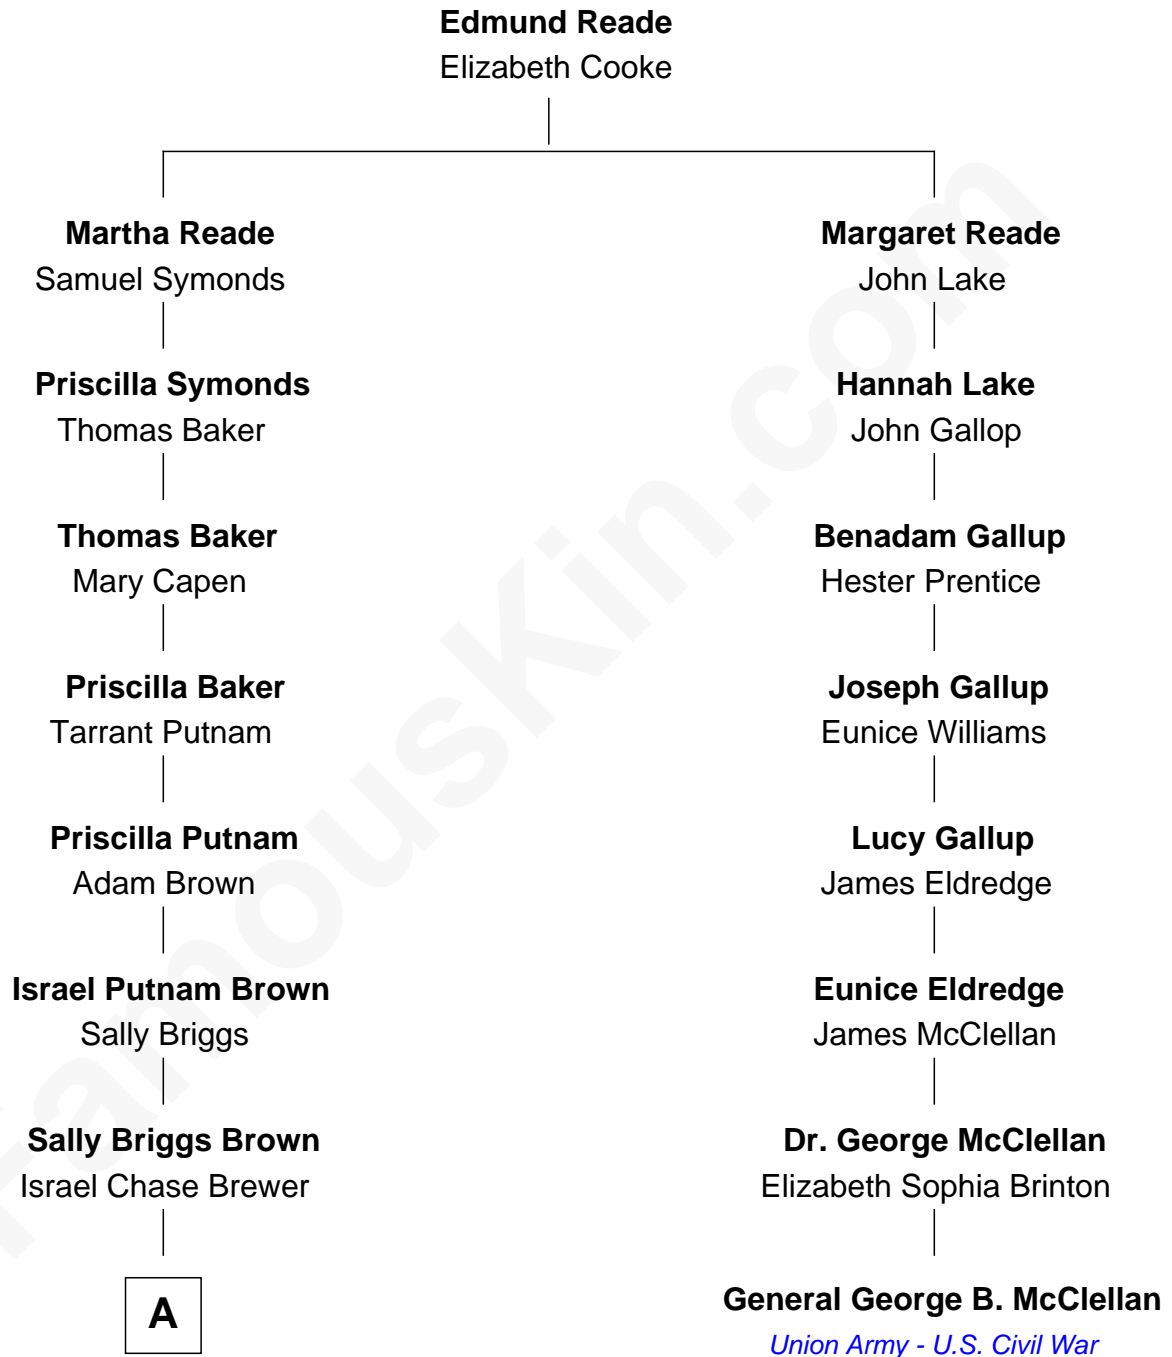 Edmund Reade
Elizabeth Cooke
Martha Reade
Samuel Symonds
Margaret Reade
John Lake
Priscilla Symonds
Thomas Baker
Hannah Lake
John Gallop
Thomas Baker
Mary Capen
Benadam Gallup
Hester Prentice
Priscilla Baker
Tarrant Putnam
Joseph Gallup
Eunice Williams
Priscilla Putnam
Adam Brown
Lucy Gallup
James Eldredge
Israel Putnam Brown
Sally Briggs
Eunice Eldredge
James McClellan
Sally Briggs Brown
Israel Chase Brewer
Dr. George McClellan
Elizabeth Sophia Brinton
A
General George B. McClellan
Union Army - U.S. Civil War
FamousKin.com